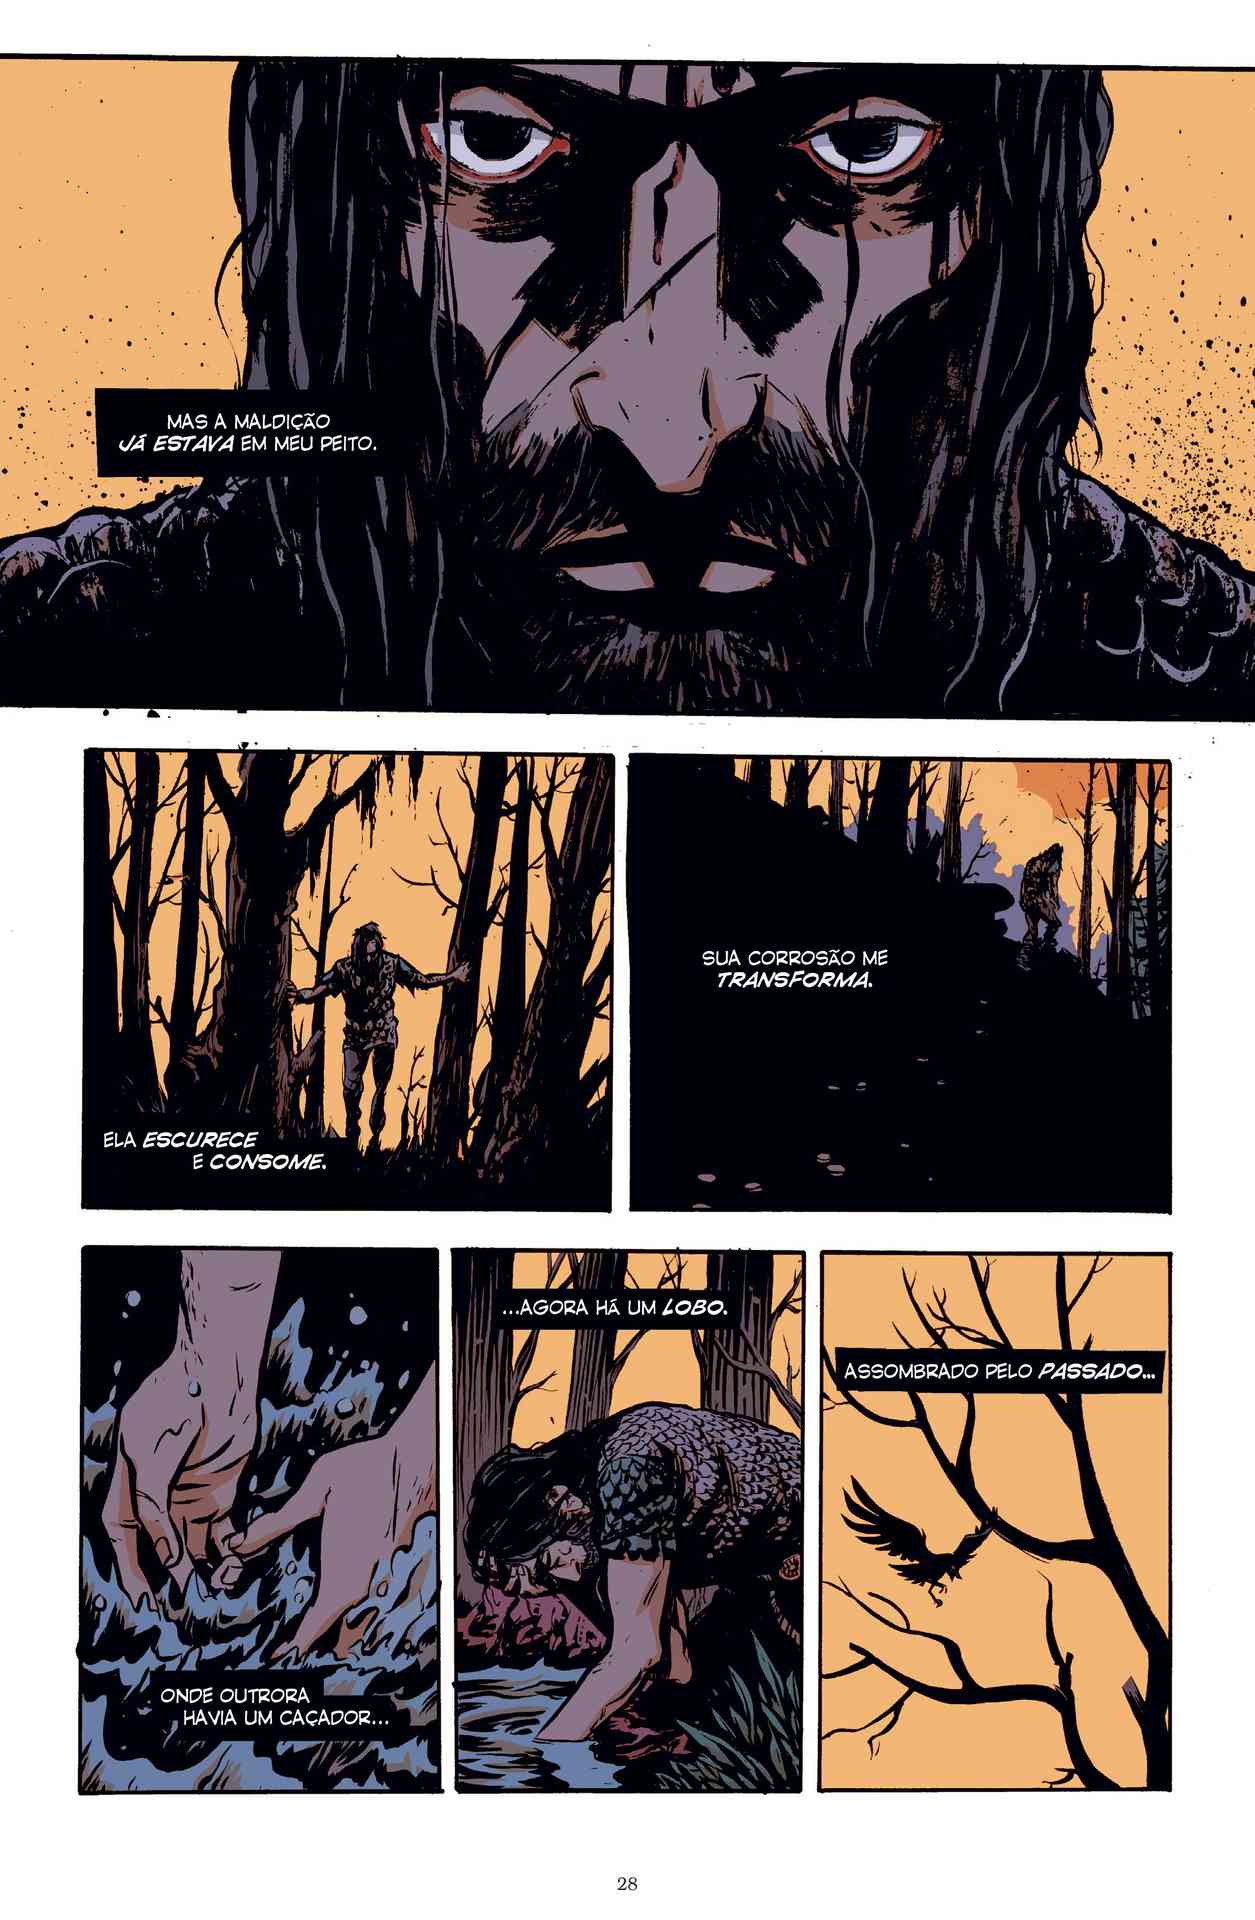 MAS A MALDIÇÃO
JÁ ESTAVA EM MEU PEITO.
ELA ESCURECE
E CONSOME.
SUA CORROSÃO ME
TRANSFORMA.
ONDE OUTRORA
HAVIA UM CAÇADOR...
...AGORA HÁ UM LOBO.
ASSOMBRADO PELO PASSADO...
28